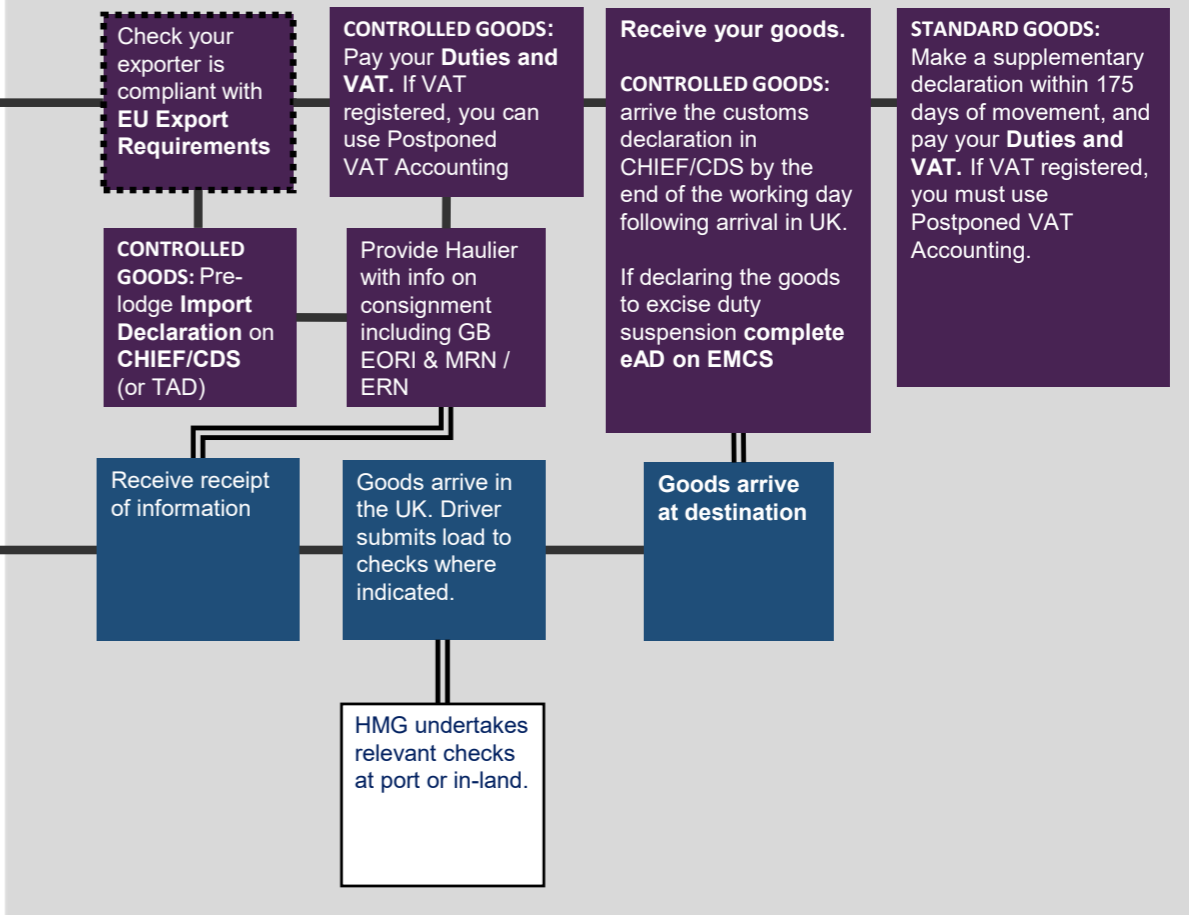 Check your
exporter is
compliant with
EU Export
Requirements
CONTROLLED GOODS:
Pay your Duties and
VAT. If VAT
registered, you can
use Postponed
VAT Accounting
Receive your goods.
CONTROLLED GOODS:
arrive the customs
declaration in
CHIEF/CDS by the
end of the working day
following arrival in UK.
If declaring the goods
to excise duty
suspension complete
eAD on EMCS
STANDARD GOODS:
Make a supplementary
declaration within 175
days of movement, and
pay your Duties and
VAT. If VAT registered,
you must use
Postponed VAT
Accounting.
CONTROLLED
GOODS: Pre-
lodge Import
Declaration on
CHIEF/CDS
(or TAD)
Provide Haulier
with info on
consignment
including GB
EORI & MRN /
ERN
Receive receipt
of information
Goods arrive in
the UK. Driver
submits load to
checks where
indicated.
Goods arrive
at destination
HMG undertakes
relevant checks
at port or in-land.